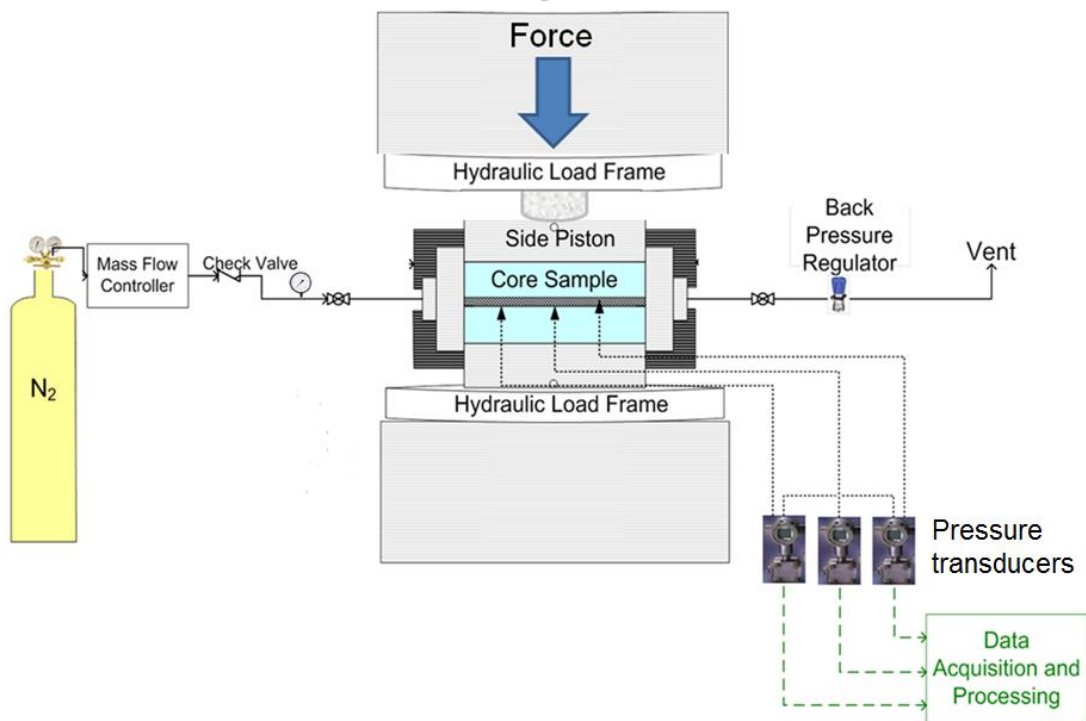 Force
Hydraulic Load Frame
Side Piston
Core Sample
Back
Pressure
Regulator
Vent
Mass Flow
Controller
Check Valve
N2
Hydraulic Load Frame
Pressure
transducers
Data
Acquisition and
Processing